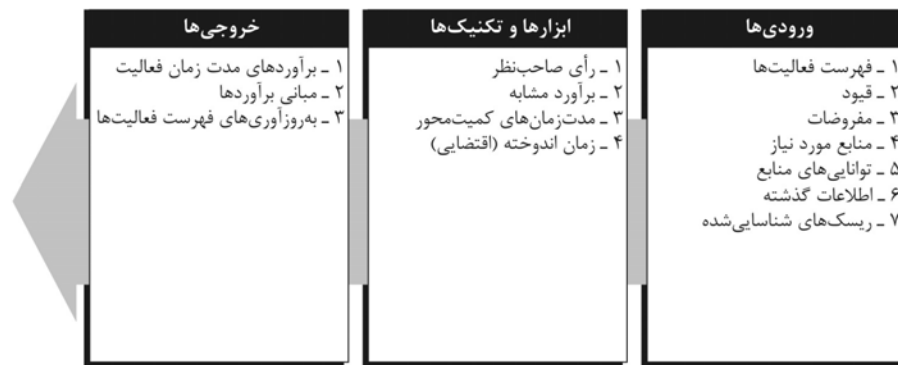 ورودی‌ها
۱ ـ فهرست فعالیت‌ها
۲ ـ قیود
۳ ـ مفروضات
۴ ـ منابع مورد نیاز
۵ ـ توانایی‌های منابع
۶ ـ اطلاعات گذشته
۷ ـ ریسک‌های شناسایی‌شده
ابزارها و تکنیک‌ها
۱ ـ رأی صاحب‌نظر
۲ ـ برآورد مشابه
۳ ـ مدت‌زمان‌های کمیت‌محور
۴ ـ زمان اندوخته (اقتضایی)
خروجی‌ها
۱ ـ برآوردهای مدت زمان فعالیت
۲ ـ مبانی برآوردها
۳ ـ به‌روزآوری‌های فهرست فعالیت‌ها